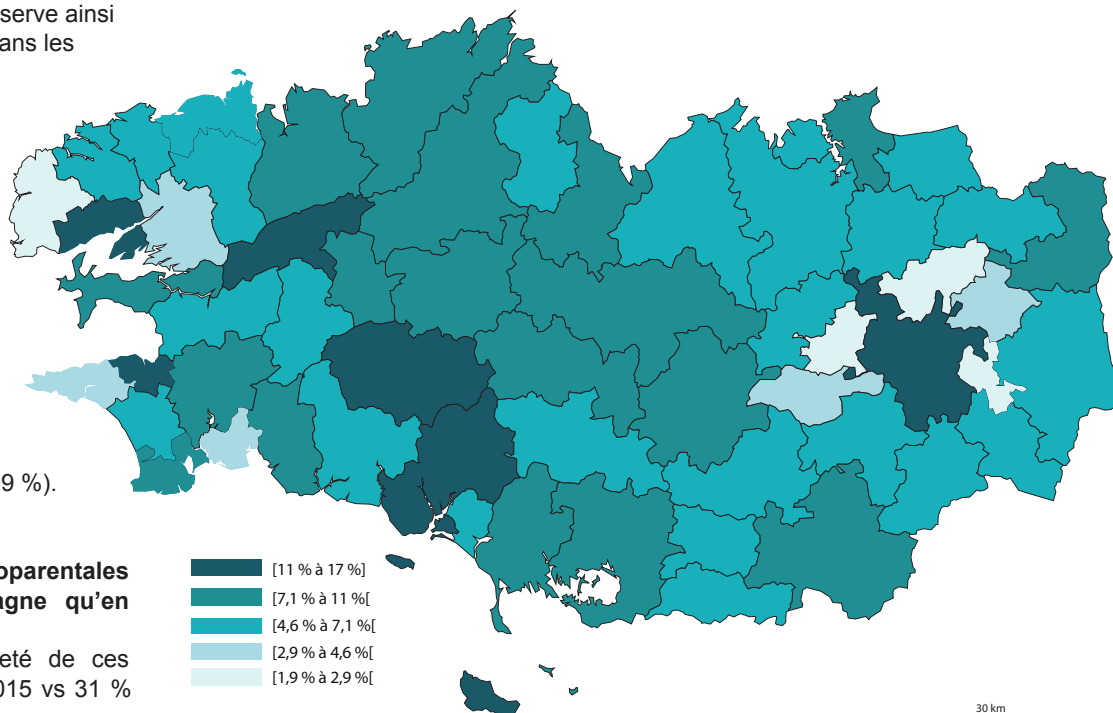 serve ainsi
ans les
9 %).
oparentales
agne qu'en
eté de ces
015 vs 31 %
[11 % à 17 %]
[7,1 % à 11 %[
[4,6 % à 7,1 %[
[2,9 % à 4,6 %[
[1,9 % à 2,9 %[
30 km